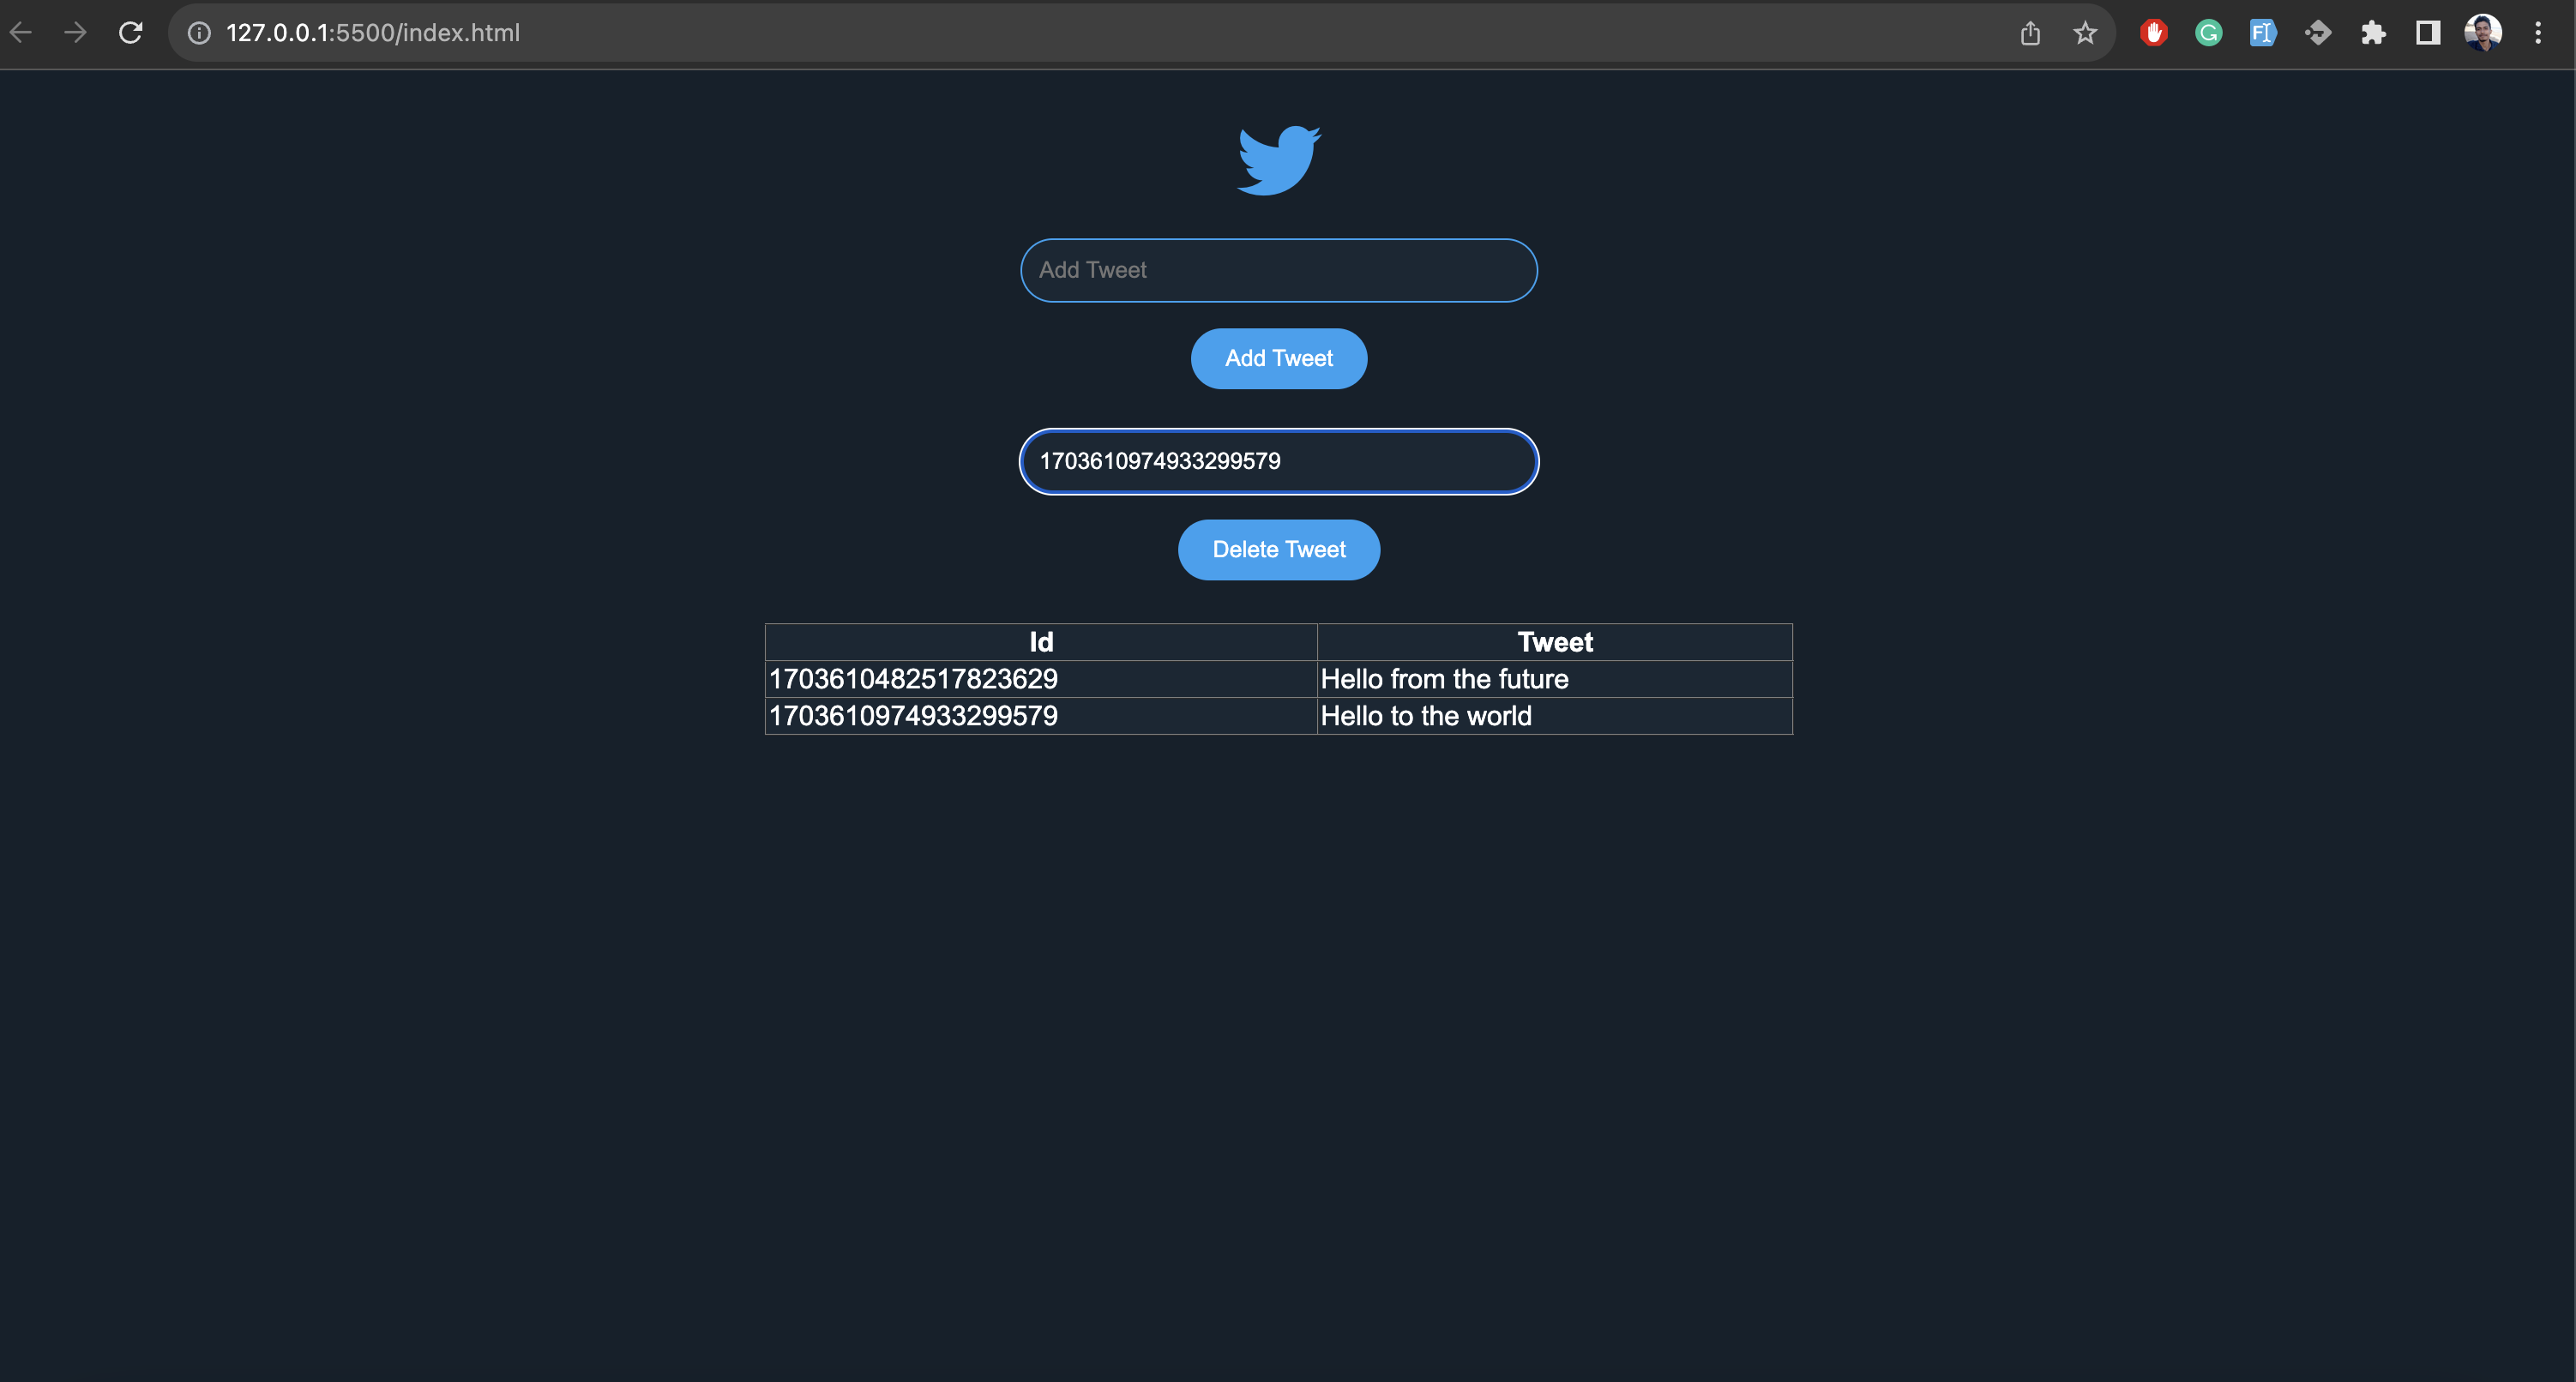 127.0.0.1:5500/index.html
Add Tweet
Add Tweet
1703610974933299579
Delete Tweet
Id Tweet
1703610482517823629 Hello from the future
1703610974933299579 Hello to the world